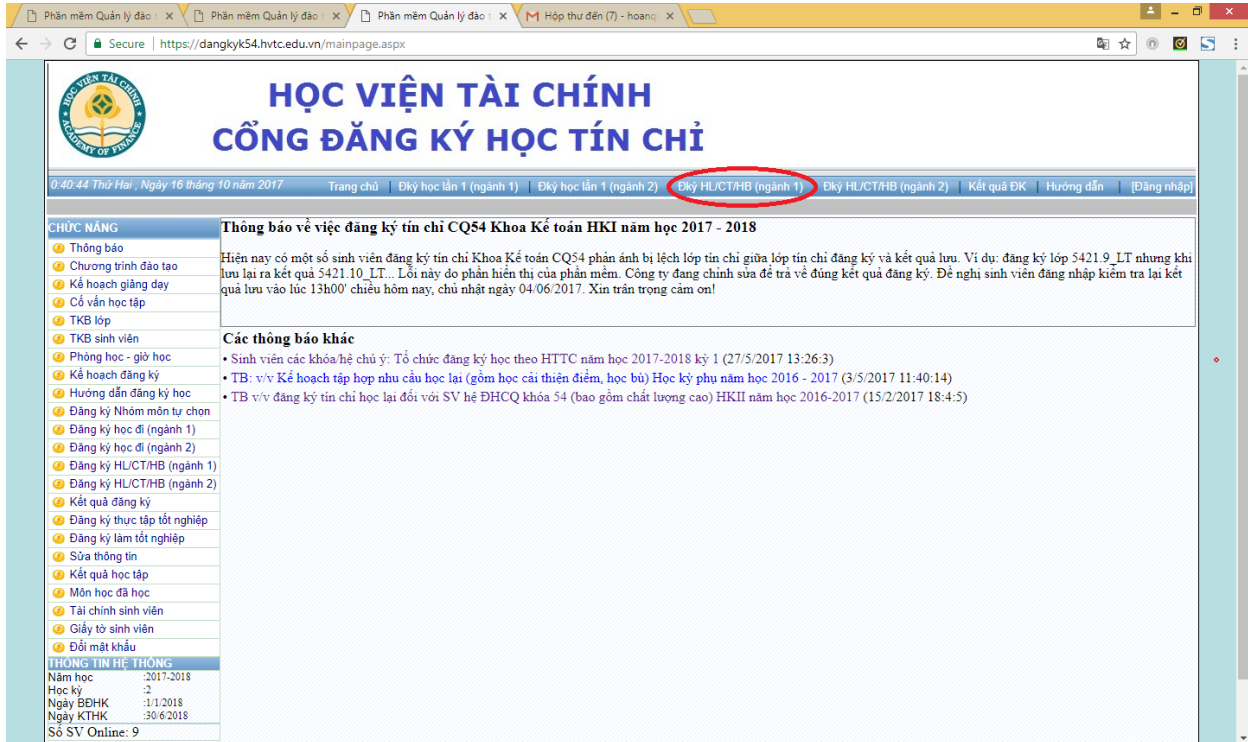 Phần mềm Quản lý đào t
Phần mềm Quản lý đào t
Phần mềm Quản lý đào t
Hộp thư đến (7) - hoanq
Secure | https://dangkyk54.hvtc.edu.vn/mainpage.aspx
HỌC VIỆN TÀI CHÍNH
ACADEMY OF FINANCE
HỌC VIỆN TÀI CHÍNH
CỔNG ĐĂNG KÝ HỌC TÍN CHỈ
0:40:44 Thứ Hai , Ngày 16 tháng 10 năm 2017 Trang chủ | Đký học lần 1 (ngành 1) | Đký học lần 1 (ngành 2) | Đký HL/CT/HB (ngành 1) | Đký HL/CT/HB (ngành 2) | Kết quả ĐK | Hướng dẫn | [Đăng nhập]
CHỨC NĂNG
Thông báo
Chương trình đào tạo
Kế hoạch giảng dạy
Cố vấn học tập
TKB lớp
TKB sinh viên
Phòng học - giờ học
Kế hoạch đăng ký
Hướng dẫn đăng ký học
Đăng ký Nhóm môn tự chọn
Đăng ký học đi (ngành 1)
Đăng ký học đi (ngành 2)
Đăng ký HL/CT/HB (ngành 1)
Đăng ký HL/CT/HB (ngành 2)
Kết quả đăng ký
Đăng ký thực tập tốt nghiệp
Đăng ký làm tốt nghiệp
Sửa thông tin
Kết quả học tập
Môn học đã học
Tài chính sinh viên
Giấy tờ sinh viên
Đổi mật khẩu
THÔNG TIN HỆ THỐNG
Năm học :2017-2018
Học kỳ :2
Ngày BĐHK :1/1/2018
Ngày KTHK :30/6/2018
Số SV Online: 9
Thông báo về việc đăng ký tín chỉ CQ54 Khoa Kế toán HKI năm học 2017 - 2018
Hiện nay có một số sinh viên đăng ký tín chỉ Khoa Kế toán CQ54 phản ánh bị lệch lớp tín chỉ giữa lớp tín chỉ đăng ký và kết quả lưu. Ví dụ: đăng ký lớp 5421.9_LT nhưng khi
lưu lại ra kết quả 5421.10_LT... Lỗi này do phần hiển thị của phần mềm. Công ty đang chỉnh sửa để trả về đúng kết quả đăng ký. Đề nghị sinh viên đăng nhập kiểm tra lại kết
quả lưu vào lúc 13h00' chiều hôm nay, chủ nhật ngày 04/06/2017. Xin trân trọng cảm ơn!
Các thông báo khác
• Sinh viên các khóa/hệ chú ý: Tổ chức đăng ký học theo HTTC năm học 2017-2018 kỳ 1 (27/5/2017 13:26:3)
• TB: v/v Kế hoạch tập hợp nhu cầu học lại (gồm học cải thiện điểm, học bù) Học kỳ phụ năm học 2016 - 2017 (3/5/2017 11:40:14)
• TB v/v đăng ký tín chỉ học lại đối với SV hệ ĐHCQ khóa 54 (bao gồm chất lượng cao) HKII năm học 2016-2017 (15/2/2017 18:4:5)